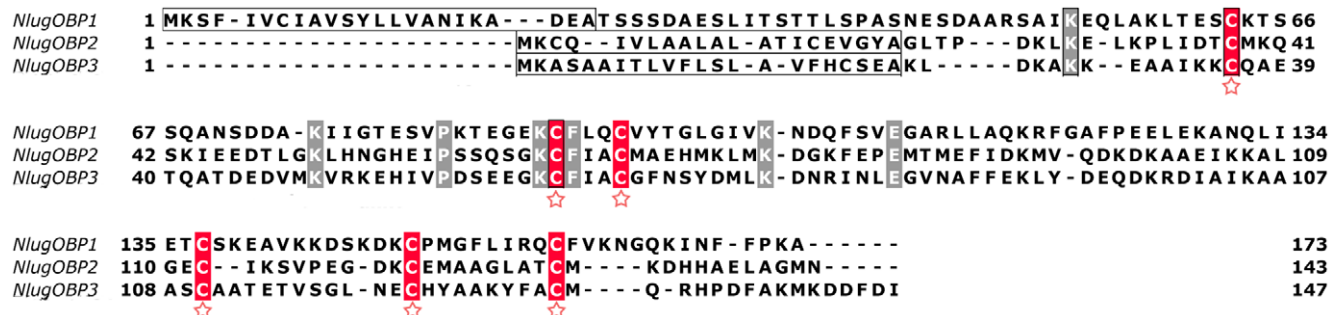 NlugOBP1 1 MKSF-IVCIAVSYLLVANIKA---DEATSSSDAESLITSTTLSPASNESDAARSAIKEQLAKLTESCKTS 66
NlugOBP2 1 ----------------------MKCQ--IVLAALAL-ATICEVGYAGLTP---DKLKE-LKPLIDTCMKQ 41
NlugOBP3 1 ----------------------MKASAAITLVFLSL-A-VFHCSEAKL-----DKAKK-EAAIKKCQAE 39
NlugOBP1 67 SQANSDDA-KIIGTESVPKTEGEKCFLQCVYTGLGIVK-NDQFSVEGARLLAQKRFGAFPEELEKANQLI 134
NlugOBP2 42 SKIEEDTLGKLHNGHEIPSSQSGKCFIACMAEHMKLMK-DGKFEPEMTMEFIDKMV-QDKDKAAEIKKAL 109
NlugOBP3 40 TQATDEDVMKVRKEHIVPDSEEGKCFIACGFNSYDMLK-DNRINLEGVNAFFEKLY-DEQDKRDIAIKAA 107
NlugOBP1 135 ETCSKEAVKKDSKDKCPMGFLIRQCFVKNGQKINF-FPKA------ 173
NlugOBP2 110 GEC--IKSVPEG-DKCEMAAGLATCM----KDHHAELAGMN----- 143
NlugOBP3 108 ASCAATETVSGL-NECHYAAKYFACM----Q-RHPDFAKMKDDFDI 147